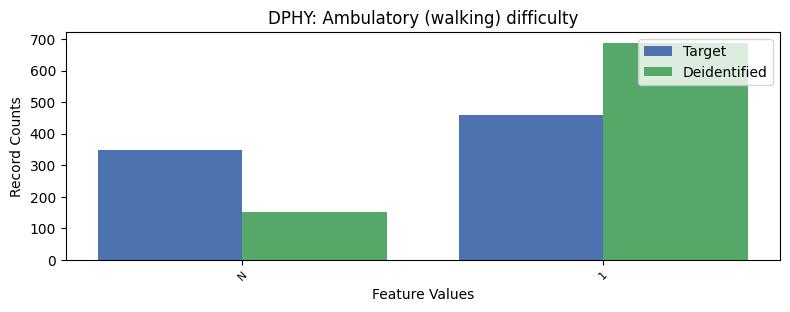 DPHY: Ambulatory (walking) difficulty
Target
Deidentified
Record Counts
700
600
500
400
300
200
100
0
N
1
Feature Values